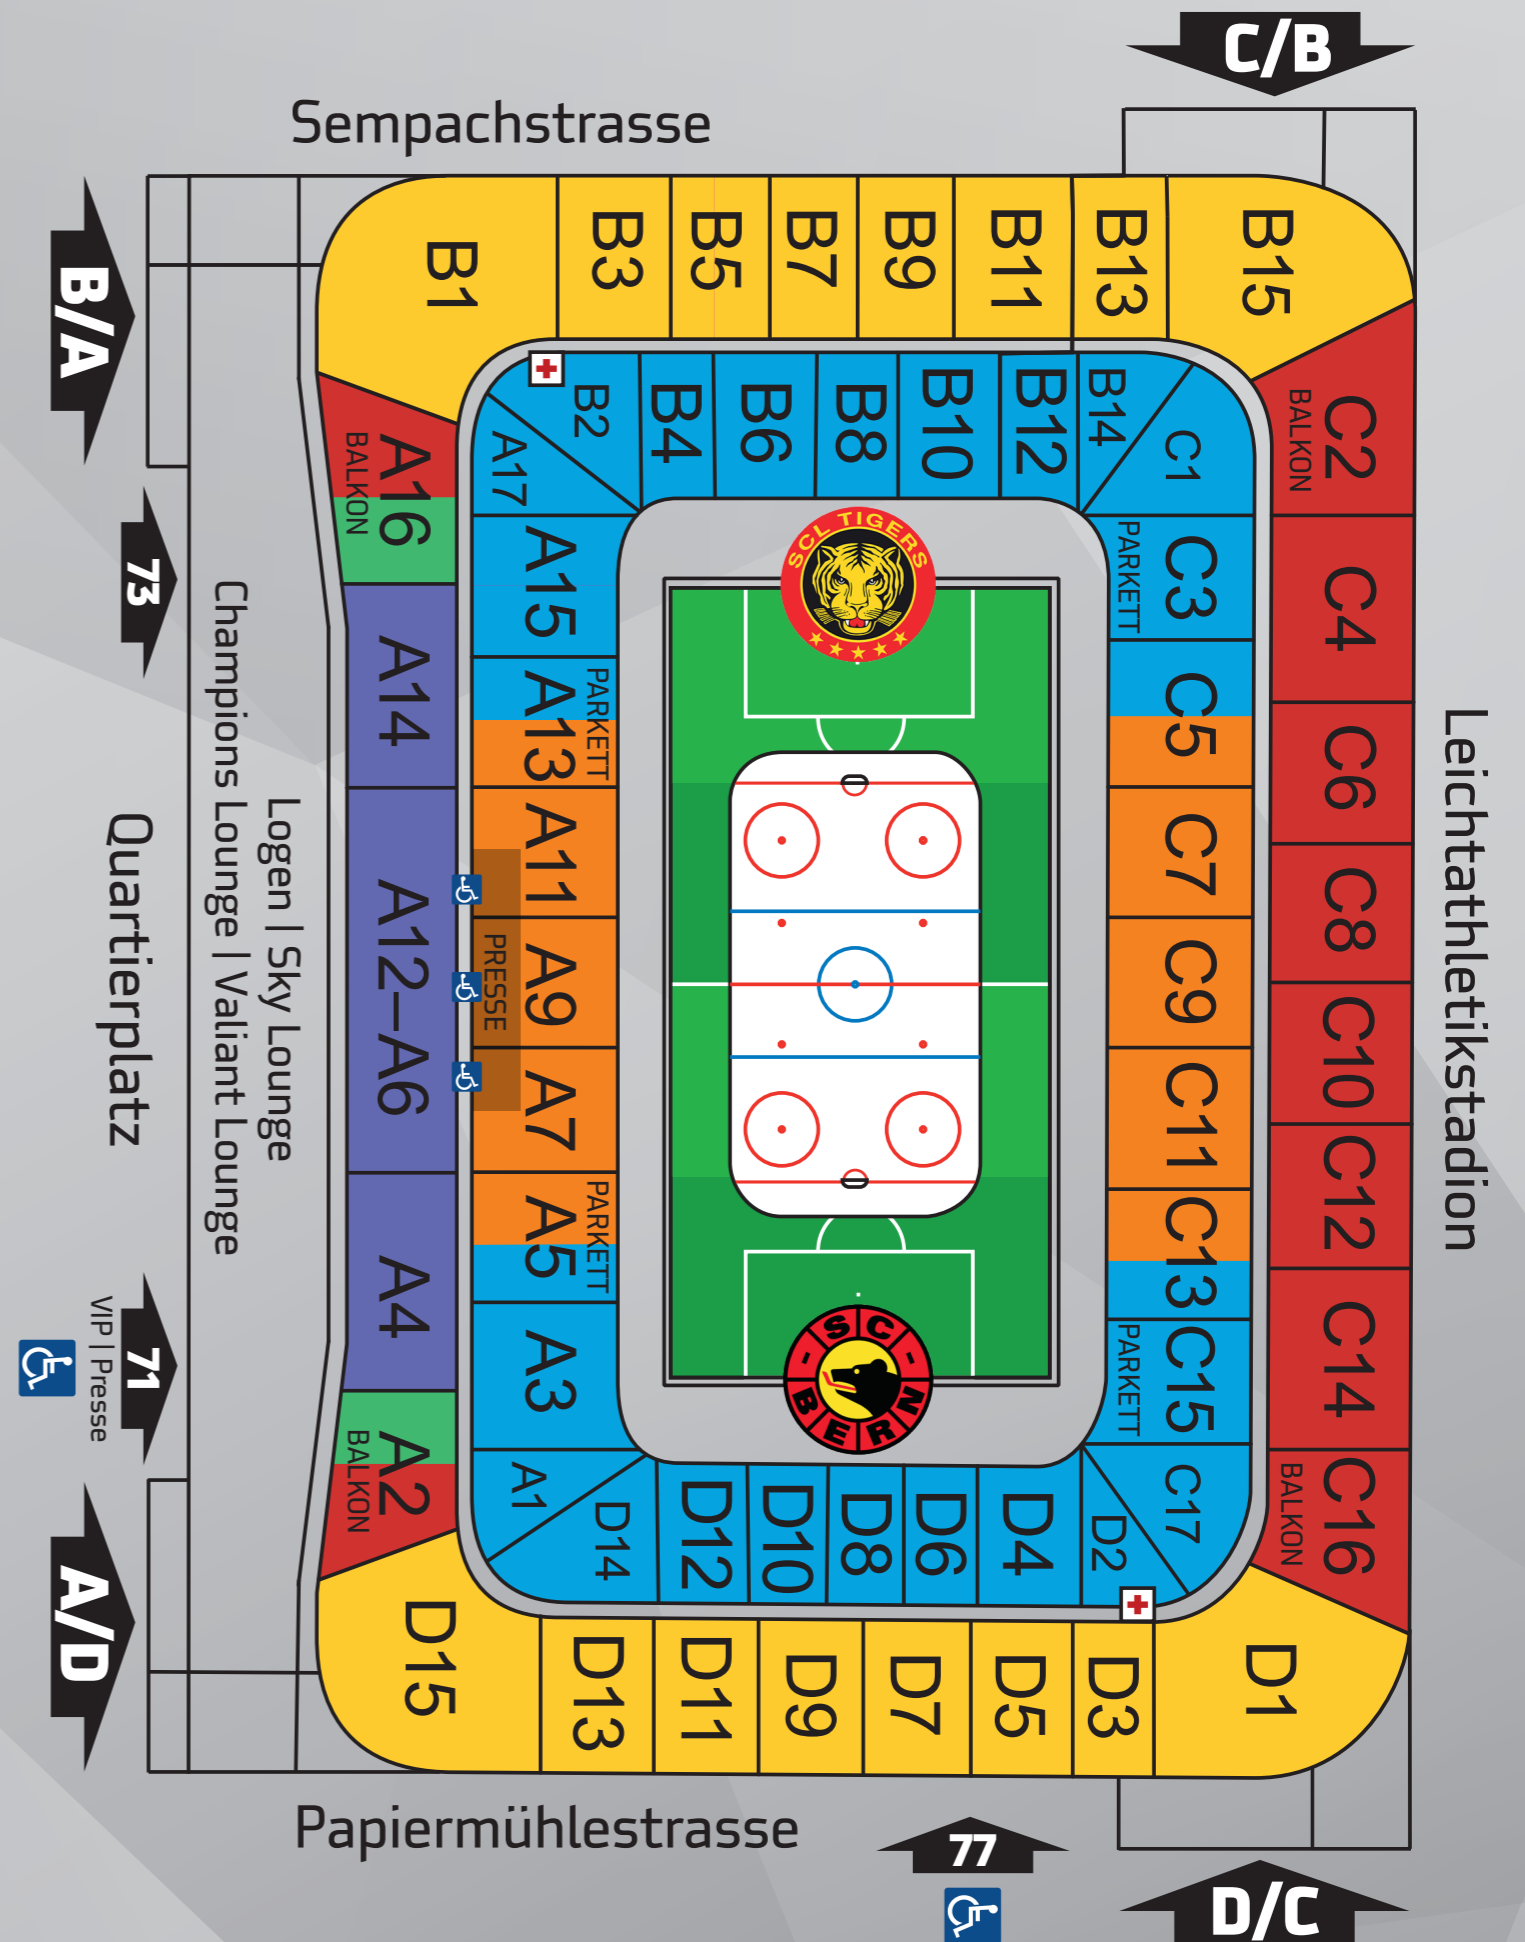 C/B
Sempachstrasse
B/A
B1
B3
B5
B7
B9
B11
B13
B15
B2
B4
B6
B8
B10
B12
B14
C1
C2
BALKON
A16
BALKON
A17
A15
A13
PARKETT
A11
A9
A7
PRESSE
A5
PARKETT
A3
A1
A14
A12–A6
A4
A2
BALKON
SCL TIGERS
SC-BERN-
C3
PARKETT
C5
C7
C9
C11
C13
C15
PARKETT
C17
C4
C6
C8
C10
C12
C14
C16
BALKON
Leichtathletikstadion
73
Logen | Sky Lounge
Champions Lounge | Valiant Lounge
Quartierplatz
71
VIP | Presse
A/D
D14
D12
D10
D8
D6
D4
D2
D15
D13
D11
D9
D7
D5
D3
D1
Papiermühlestrasse
77
D/C